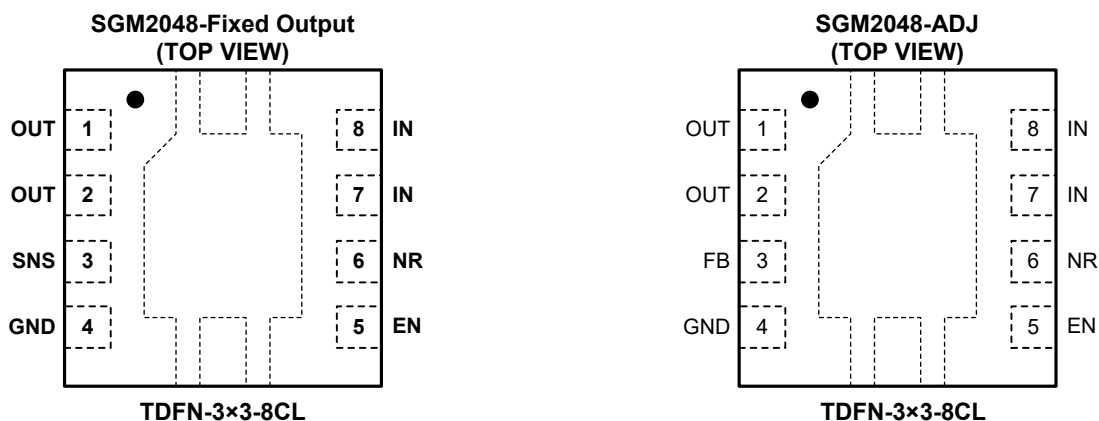 SGM2048-Fixed Output
(TOP VIEW)
OUT 1
8 IN
OUT 2
7 IN
SNS 3
6 NR
GND 4
5 EN
TDFN-3×3-8CL
SGM2048-ADJ
(TOP VIEW)
OUT 1
8 IN
OUT 2
7 IN
FB 3
6 NR
GND 4
5 EN
TDFN-3×3-8CL